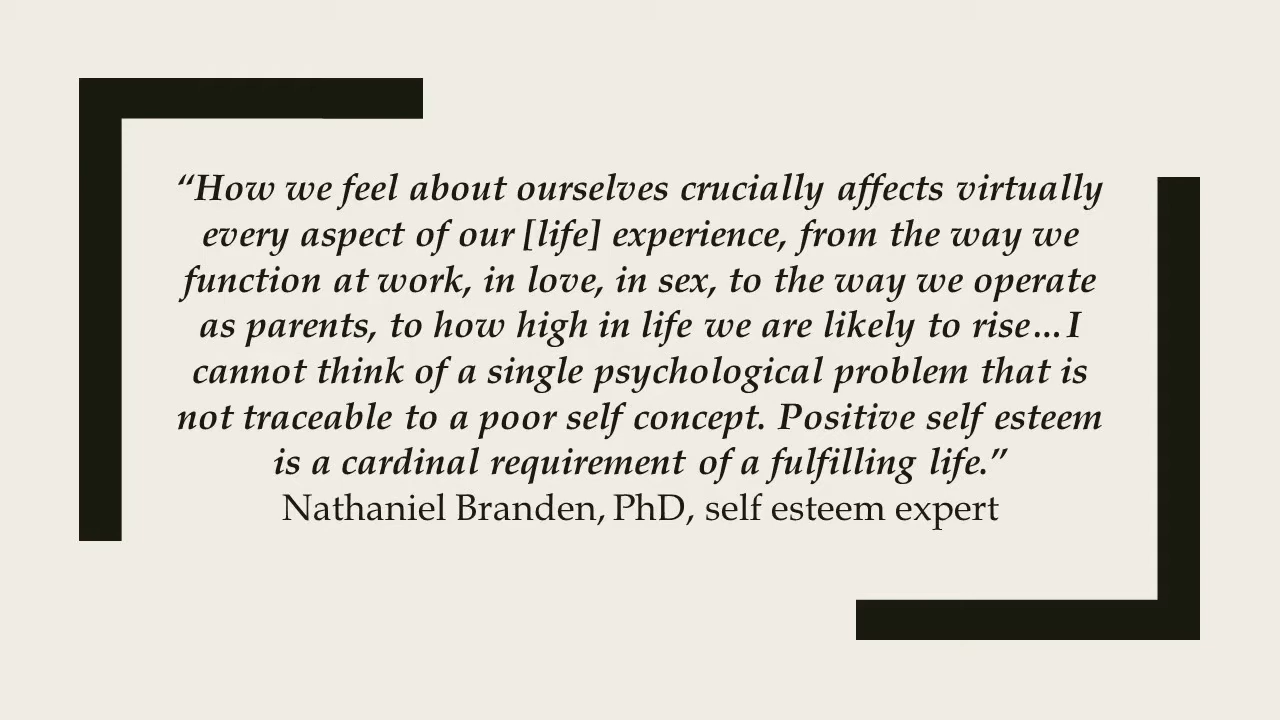 “How we feel about ourselves crucially affects virtually
every aspect of our [life] experience, from the way we
function at work, in love, in sex, to the way we operate
as parents, to how high in life we are likely to rise…I
cannot think of a single psychological problem that is
not traceable to a poor self concept. Positive self esteem
is a cardinal requirement of a fulfilling life.”
Nathaniel Branden, PhD, self esteem expert